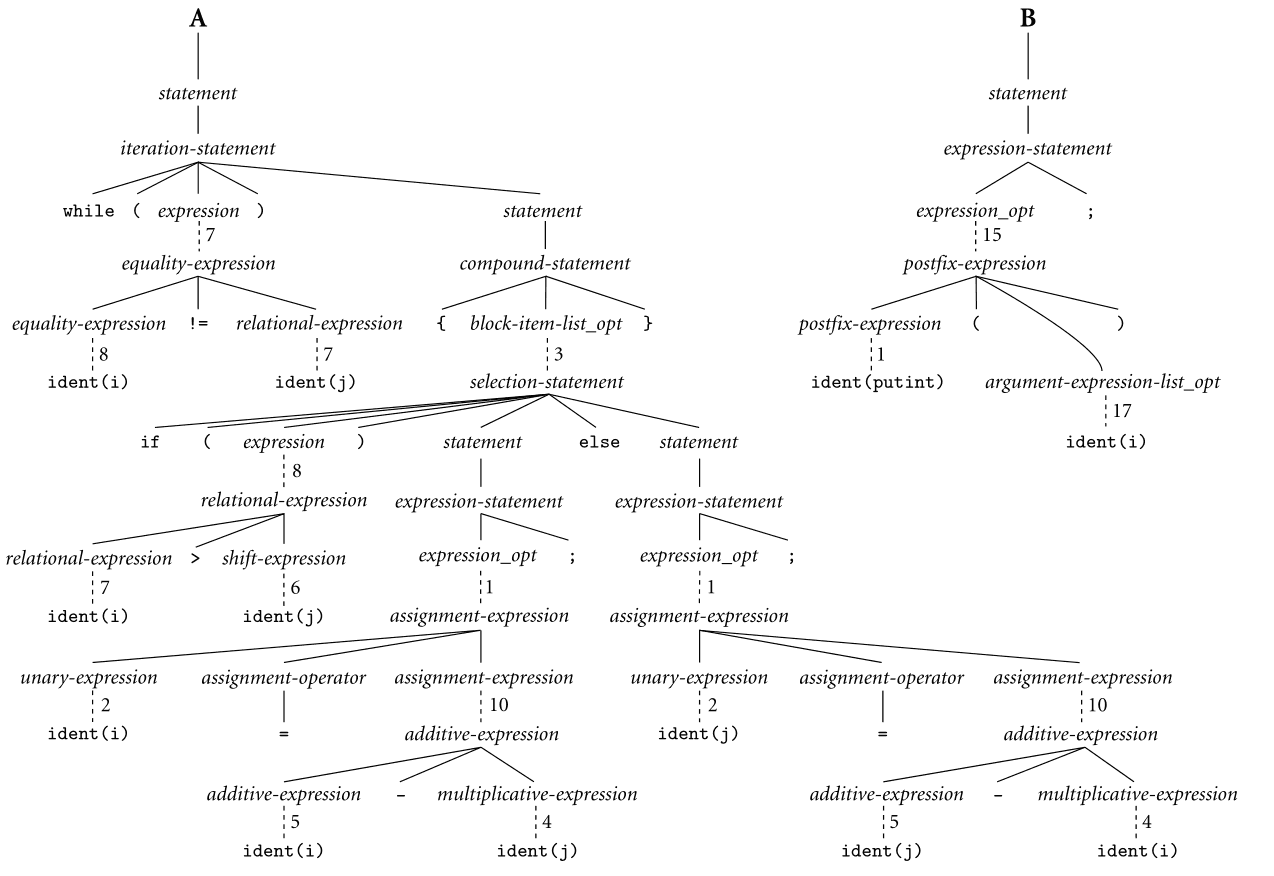 A B
statement statement
iteration-statement expression-statement
while ( expression ) statement expression_opt ;
7 15
equality-expression compound-statement postfix-expression
equality-expression != relational-expression { block-item-list_opt } postfix-expression ( )
8 7 3 1
ident(i) ident(j) selection-statement ident(putint) argument-expression-list_opt
17
if ( expression ) statement else statement ident(i)
8
relational-expression expression-statement expression-statement
relational-expression > shift-expression expression_opt ; expression_opt ;
7 6 1 1
ident(i) ident(j) assignment-expression assignment-expression
unary-expression assignment-operator assignment-expression unary-expression assignment-operator assignment-expression
2 10 2 10
ident(i) = additive-expression ident(j) = additive-expression
additive-expression – multiplicative-expression additive-expression – multiplicative-expression
5 4 5 4
ident(i) ident(j) ident(j) ident(i)